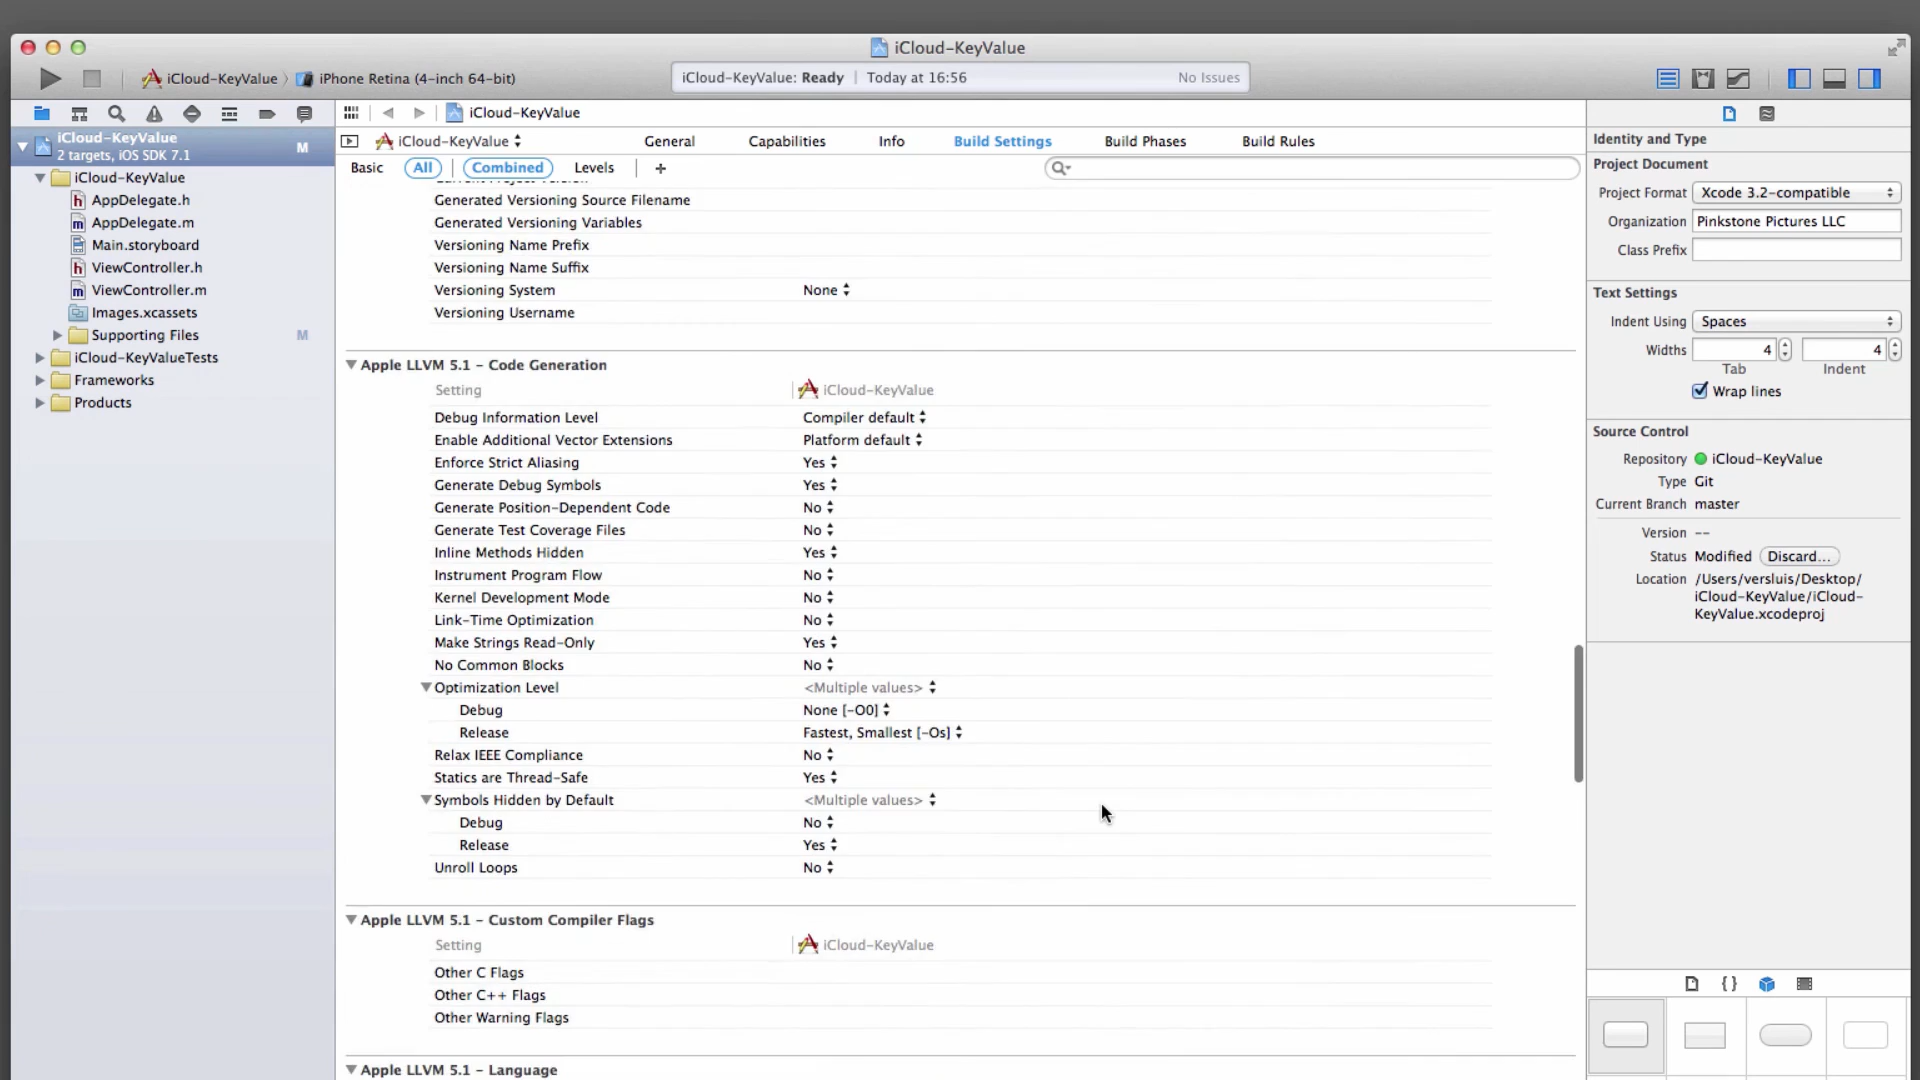 iCloud-KeyValue
iCloud-KeyValue
iPhone Retina (4-inch 64-bit)
iCloud-KeyValue: Ready
Today at 16:56
No Issues
iCloud-KeyValue
2 targets, iOS SDK 7.1
M
iCloud-KeyValue
AppDelegate.h
AppDelegate.m
Main.storyboard
ViewController.h
ViewController.m
Images.xcassets
Supporting Files
M
iCloud-KeyValueTests
Frameworks
Products
iCloud-KeyValue
iCloud-KeyValue
General
Capabilities
Info
Build Settings
Build Phases
Build Rules
Basic
All
Combined
Levels
+
Generated Versioning Source Filename
Generated Versioning Variables
Versioning Name Prefix
Versioning Name Suffix
Versioning System None
Versioning Username
Apple LLVM 5.1 - Code Generation
Setting iCloud-KeyValue
Debug Information Level Compiler default
Enable Additional Vector Extensions Platform default
Enforce Strict Aliasing Yes
Generate Debug Symbols Yes
Generate Position-Dependent Code No
Generate Test Coverage Files No
Inline Methods Hidden Yes
Instrument Program Flow No
Kernel Development Mode No
Link-Time Optimization No
Make Strings Read-Only Yes
No Common Blocks No
Optimization Level <Multiple values>
Debug None [-O0]
Release Fastest, Smallest [-Os]
Relax IEEE Compliance No
Statics are Thread-Safe Yes
Symbols Hidden by Default <Multiple values>
Debug No
Release Yes
Unroll Loops No
Apple LLVM 5.1 - Custom Compiler Flags
Setting iCloud-KeyValue
Other C Flags
Other C++ Flags
Other Warning Flags
Apple LLVM 5.1 - Language
Identity and Type
Project Document
Project Format Xcode 3.2-compatible
Organization Pinkstone Pictures LLC
Class Prefix
Text Settings
Indent Using Spaces
Widths 4 4
Tab Indent
Wrap lines
Source Control
Repository iCloud-KeyValue
Type Git
Current Branch master
Version --
Status Modified Discard...
Location /Users/versluis/Desktop/
iCloud-KeyValue/iCloud-
KeyValue.xcodeproj
{ }